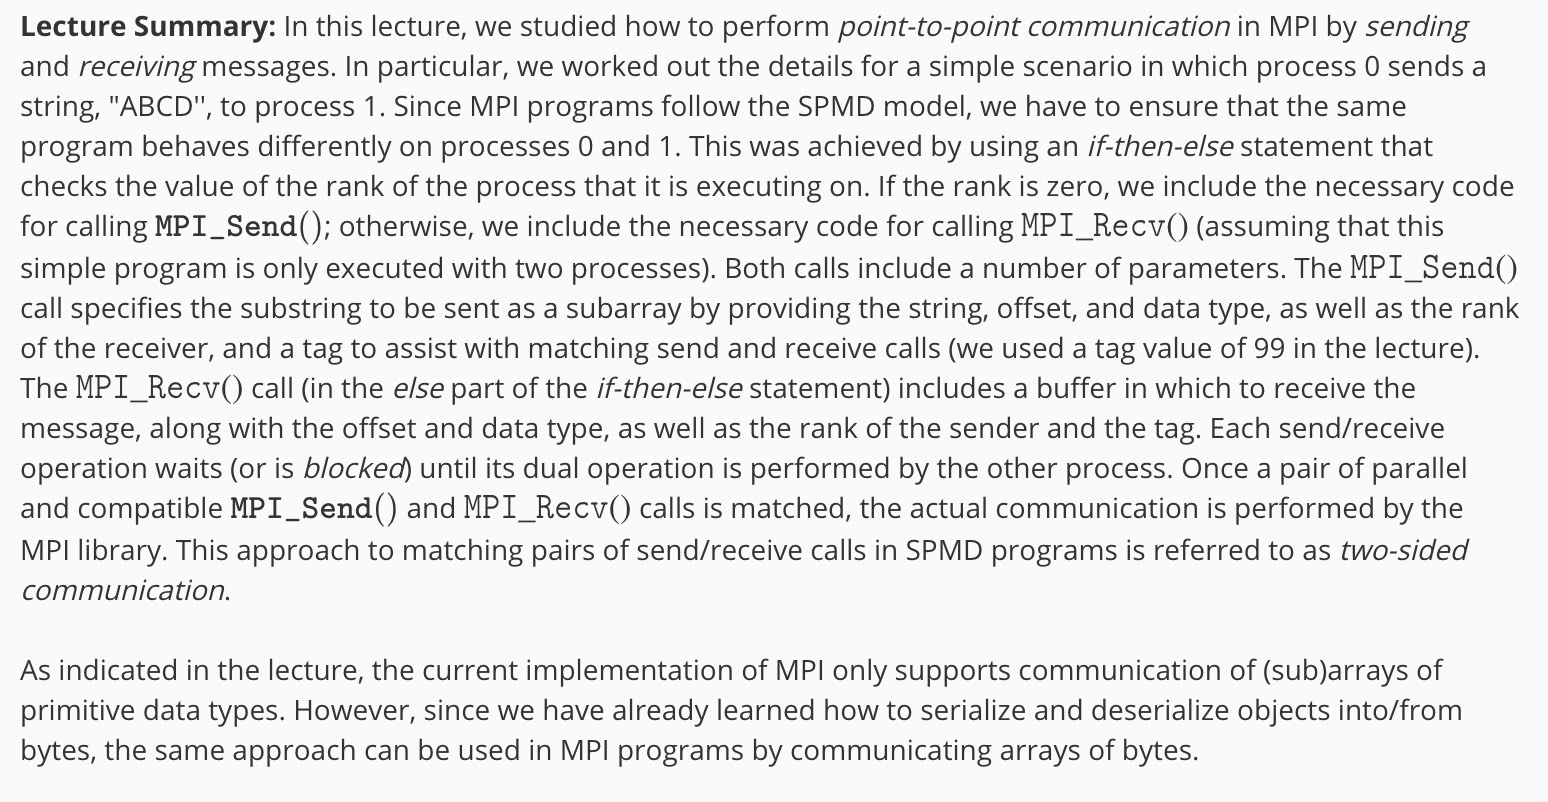 Lecture Summary: In this lecture, we studied how to perform point-to-point communication in MPI by sending
and receiving messages. In particular, we worked out the details for a simple scenario in which process 0 sends a
string, "ABCD'', to process 1. Since MPI programs follow the SPMD model, we have to ensure that the same
program behaves differently on processes 0 and 1. This was achieved by using an if-then-else statement that
checks the value of the rank of the process that it is executing on. If the rank is zero, we include the necessary code
for calling MPI_Send(); otherwise, we include the necessary code for calling MPI_Recv() (assuming that this
simple program is only executed with two processes). Both calls include a number of parameters. The MPI_Send()
call specifies the substring to be sent as a subarray by providing the string, offset, and data type, as well as the rank
of the receiver, and a tag to assist with matching send and receive calls (we used a tag value of 99 in the lecture).
The MPI_Recv() call (in the else part of the if-then-else statement) includes a buffer in which to receive the
message, along with the offset and data type, as well as the rank of the sender and the tag. Each send/receive
operation waits (or is blocked) until its dual operation is performed by the other process. Once a pair of parallel
and compatible MPI_Send() and MPI_Recv() calls is matched, the actual communication is performed by the
MPI library. This approach to matching pairs of send/receive calls in SPMD programs is referred to as two-sided
communication.
As indicated in the lecture, the current implementation of MPI only supports communication of (sub)arrays of
primitive data types. However, since we have already learned how to serialize and deserialize objects into/from
bytes, the same approach can be used in MPI programs by communicating arrays of bytes.